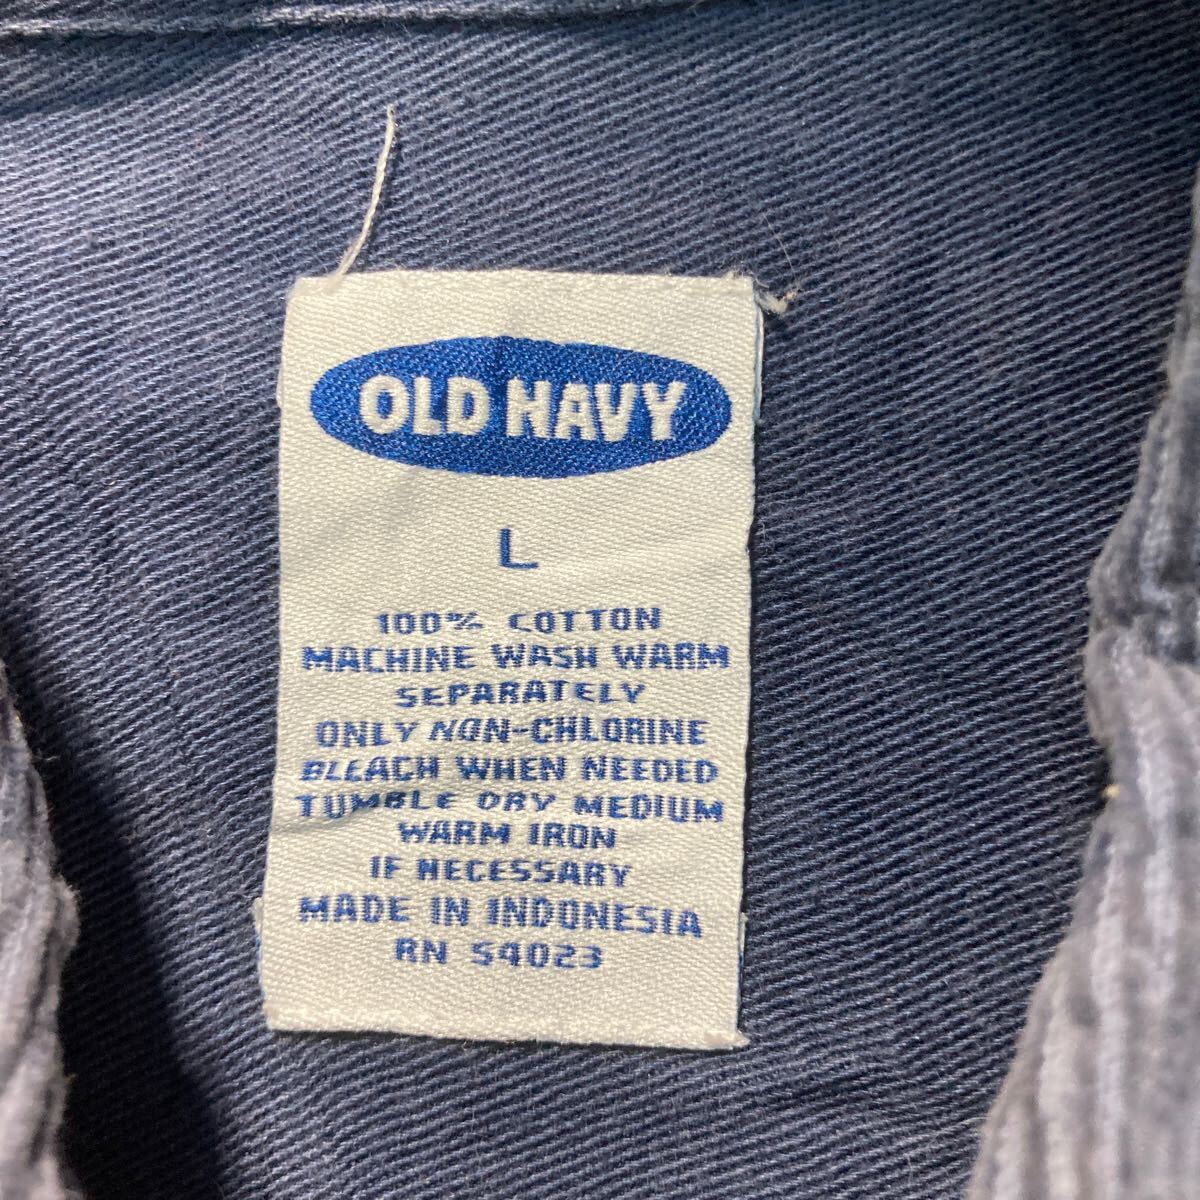 OLD NAVY
L
100% COTTON
MACHINE WASH WARM
SEPARATELY
ONLY NON-CHLORINE
BLEACH WHEN NEEDED
TUMBLE DRY MEDIUM
WARM IRON
IF NECESSARY
MADE IN INDONESIA
RN 54023